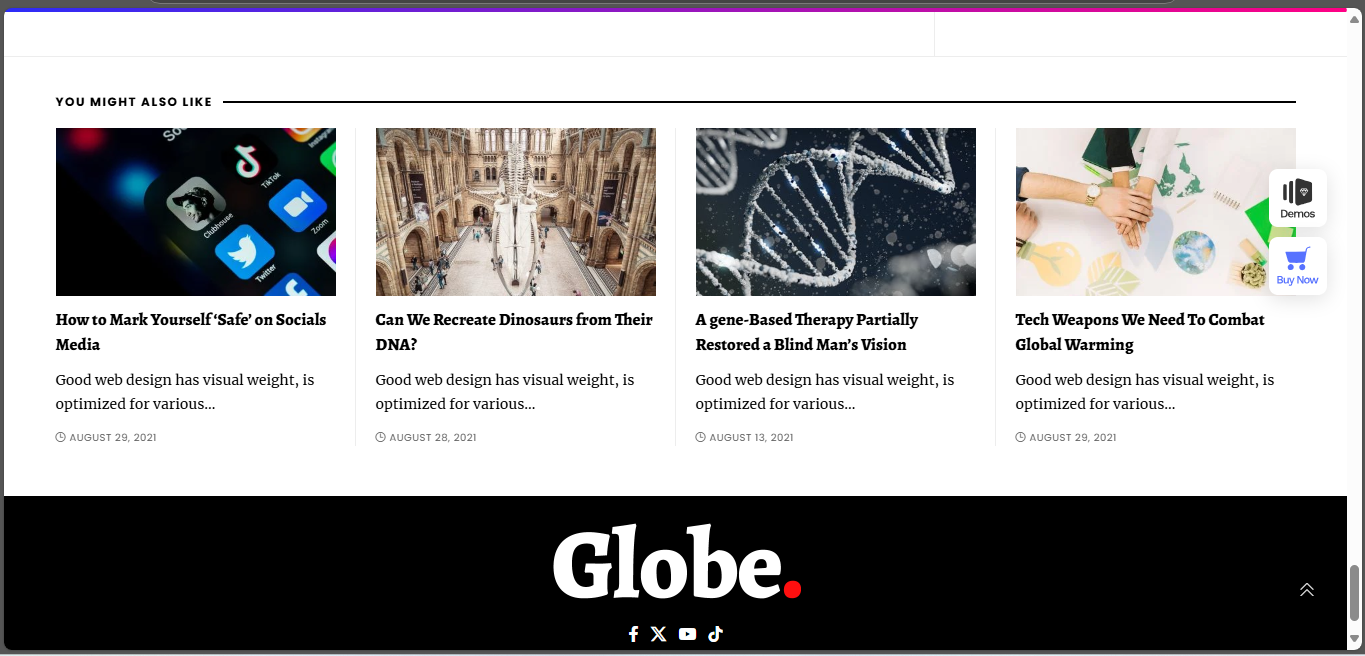 YOU MIGHT ALSO LIKE
Instagram
TikTok
Clubhouse
Zoom
Twitter
Demos
Buy Now
How to Mark Yourself ‘Safe’ on Socials
Media
Good web design has visual weight, is
optimized for various...
AUGUST 29, 2021
Can We Recreate Dinosaurs from Their
DNA?
Good web design has visual weight, is
optimized for various...
AUGUST 28, 2021
A gene-Based Therapy Partially
Restored a Blind Man’s Vision
Good web design has visual weight, is
optimized for various...
AUGUST 13, 2021
Tech Weapons We Need To Combat
Global Warming
Good web design has visual weight, is
optimized for various...
AUGUST 29, 2021
Globe.